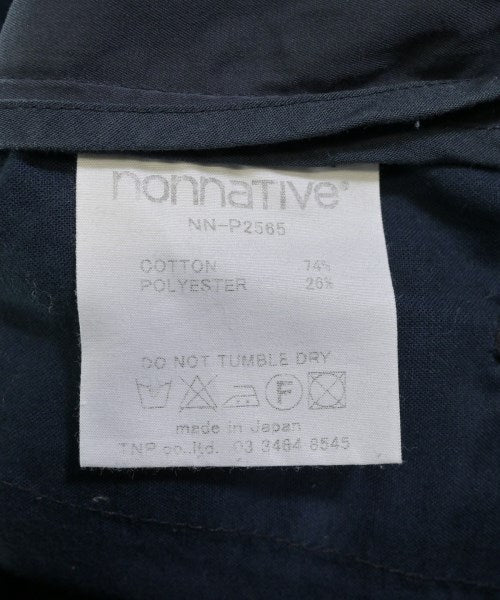 nonnative®
NN-P2565
COTTON 74%
POLYESTER 26%
DO NOT TUMBLE DRY
F
made in Japan
TNP co.,ltd. 03 3464 8545